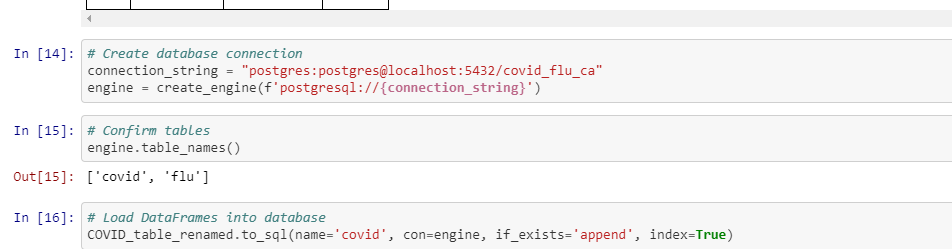 In [14]: # Create database connection
connection_string = "postgres:postgres@localhost:5432/covid_flu_ca"
engine = create_engine(f'postgresql://{connection_string}')
In [15]: # Confirm tables
engine.table_names()
Out[15]: ['covid', 'flu']
In [16]: # Load DataFrames into database
COVID_table_renamed.to_sql(name='covid', con=engine, if_exists='append', index=True)